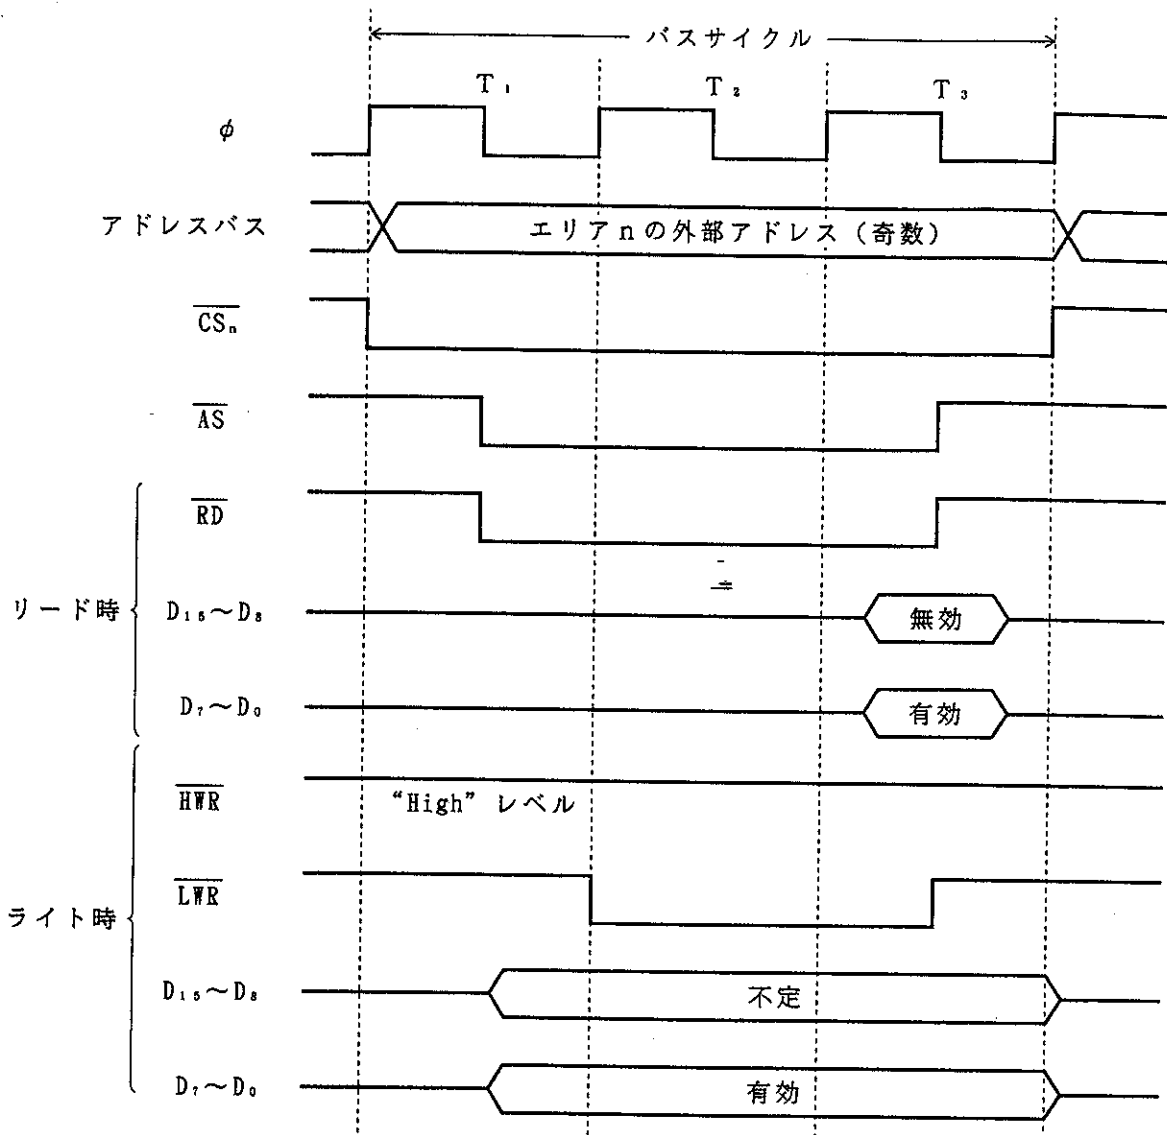 バスサイクル
T₁ T₂ T₃
φ
アドレスバス エリアnの外部アドレス（奇数）
CSₙ
AS
RD
リード時
D₁₅～D₈ 無効
D₇～D₀ 有効
HWR “High”レベル
LWR
ライト時
D₁₅～D₈ 不定
D₇～D₀ 有効